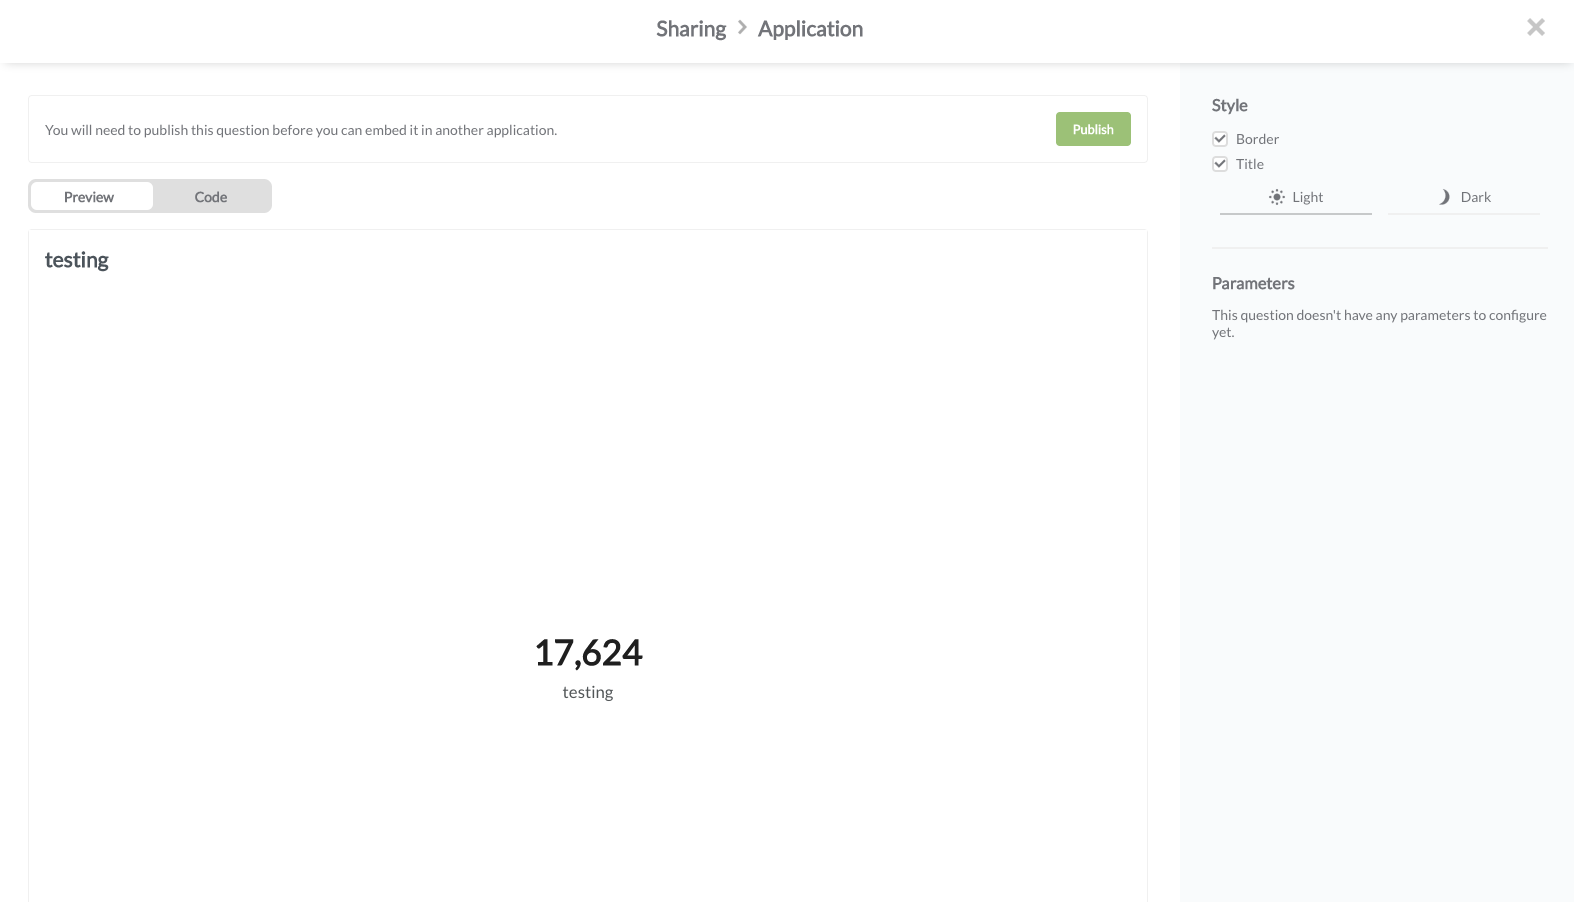 Sharing > Application
You will need to publish this question before you can embed it in another application.
Publish
Preview
Code
testing
17,624
testing
Style
Border
Title
Light
Dark
Parameters
This question doesn't have any parameters to configure
yet.